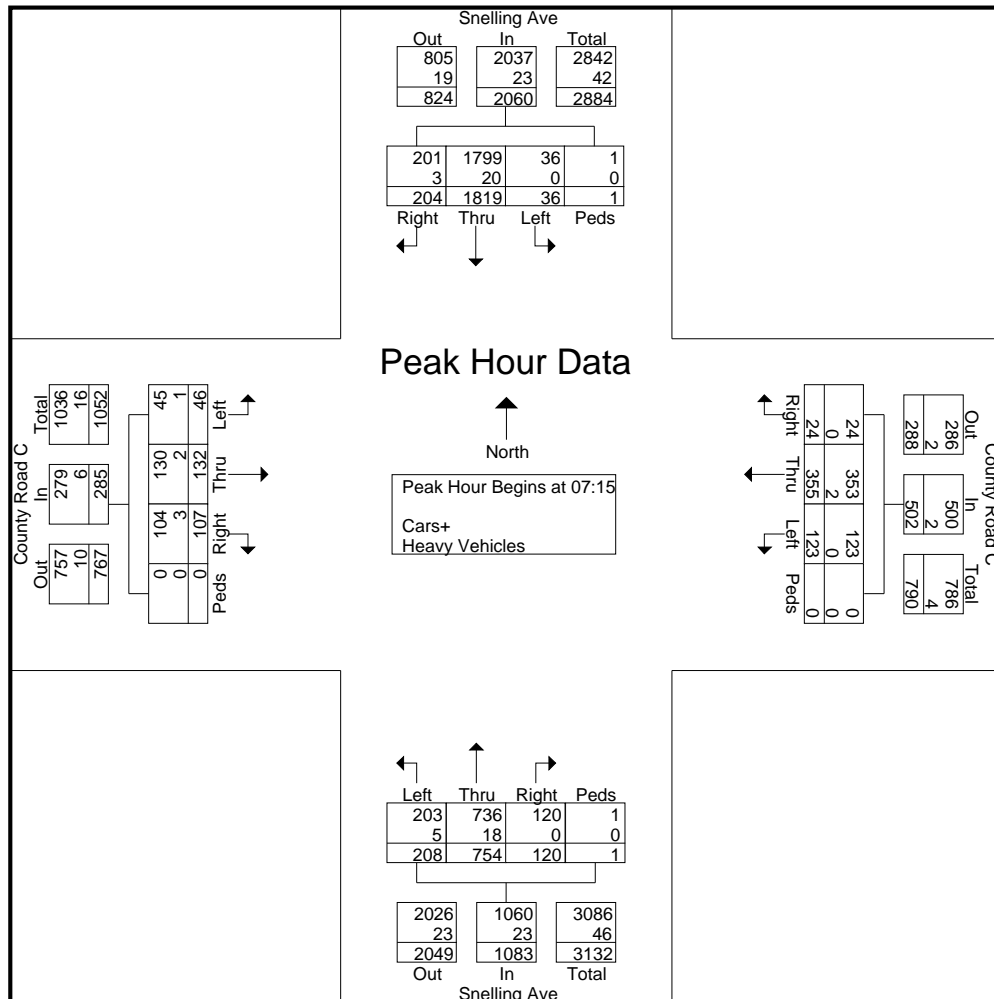 Snelling Ave
Out In Total
805 2037 2842
19 23 42
824 2060 2884
201 1799 36 1
3 20 0 0
204 1819 36 1
Right Thru Left Peds
Peak Hour Data
North
Peak Hour Begins at 07:15
Cars+
Heavy Vehicles
County Road C
Out In Total
757 279 1036
10 6 16
767 285 1052
Peds Right Thru Left
0 104 130 45
0 3 2 1
0 107 132 46
County Road C
Out In Total
286 500 786
2 2 4
288 502 790
24 353 123 0
0 2 0 0
24 355 123 0
Right Thru Left Peds
Left Thru Right Peds
203 736 120 1
5 18 0 0
208 754 120 1
2026 1060 3086
23 23 46
2049 1083 3132
Out In Total
Snelling Ave